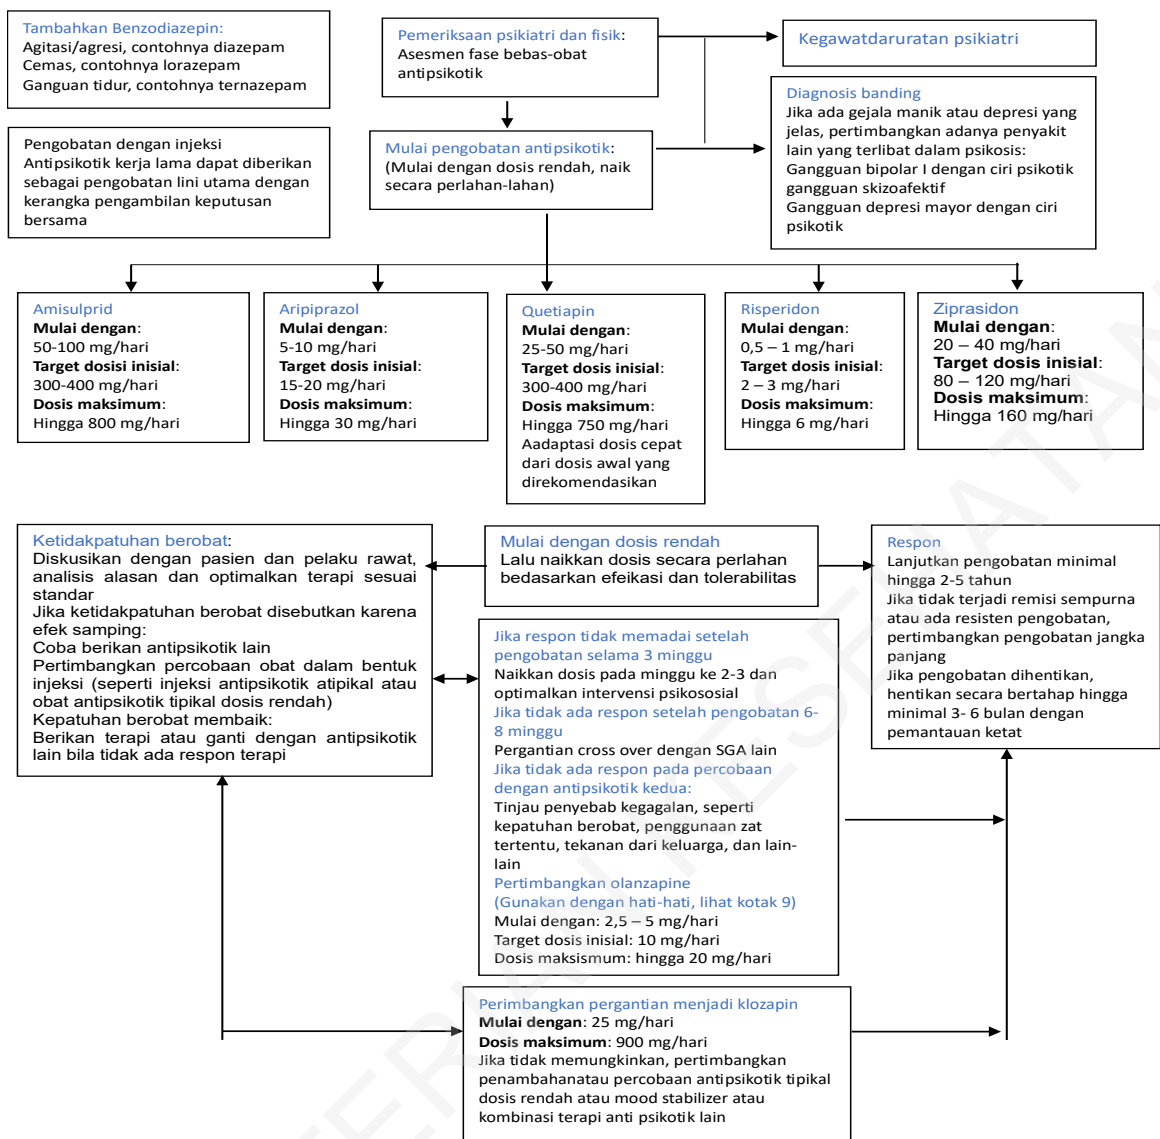 Tambahkan Benzodiazepin:
Agitasi/agresi, contohnya diazepam
Cemas, contohnya lorazepam
Ganguan tidur, contohnya ternazepam
Pemeriksaan psikiatri dan fisik:
Asesmen fase bebas-obat
antipsikotik
Kegawatdaruratan psikiatri
Pengobatan dengan injeksi
Antipsikotik kerja lama dapat diberikan
sebagai pengobatan lini utama dengan
kerangka pengambilan keputusan
bersama
Mulai pengobatan antipsikotik:
(Mulai dengan dosis rendah, naik
secara perlahan-lahan)
Diagnosis banding
Jika ada gejala manik atau depresi yang
jelas, pertimbangkan adanya penyakit
lain yang terlibat dalam psikosis:
Gangguan bipolar I dengan ciri psikotik
gangguan skizoafektif
Gangguan depresi mayor dengan ciri
psikotik
Amisulprid
Mulai dengan:
50-100 mg/hari
Target dosisi inisial:
300-400 mg/hari
Dosis maksimum:
Hingga 800 mg/hari
Aripiprazol
Mulai dengan:
5-10 mg/hari
Target dosis inisial:
15-20 mg/hari
Dosis maksimum:
Hingga 30 mg/hari
Quetiapin
Mulai dengan:
25-50 mg/hari
Target dosis inisial:
300-400 mg/hari
Dosis maksimum:
Hingga 750 mg/hari
Aadaptasi dosis cepat
dari dosis awal yang
direkomendasikan
Risperidon
Mulai dengan:
0,5 – 1 mg/hari
Target dosis inisial:
2 – 3 mg/hari
Dosis maksimum:
Hingga 6 mg/hari
Ziprasidon
Mulai dengan:
20 – 40 mg/hari
Target dosis inisial:
80 – 120 mg/hari
Dosis maksimum:
Hingga 160 mg/hari
Ketidakpatuhan berobat:
Diskusikan dengan pasien dan pelaku rawat,
analisis alasan dan optimalkan terapi sesuai
standar
Jika ketidakpatuhan berobat disebutkan karena
efek samping:
Coba berikan antipsikotik lain
Pertimbangkan percobaan obat dalam bentuk
injeksi (seperti injeksi antipsikotik atipikal atau
obat antipsikotik tipikal dosis rendah)
Kepatuhan berobat membaik:
Berikan terapi atau ganti dengan antipsikotik
lain bila tidak ada respon terapi
Mulai dengan dosis rendah
Lalu naikkan dosis secara perlahan
bedasarkan efeikasi dan tolerabilitas
Respon
Lanjutkan pengobatan minimal
hingga 2-5 tahun
Jika tidak terjadi remisi sempurna
atau ada resisten pengobatan,
pertimbangkan pengobatan jangka
panjang
Jika pengobatan dihentikan,
hentikan secara bertahap hingga
minimal 3- 6 bulan dengan
pemantauan ketat
Jika respon tidak memadai setelah
pengobatan selama 3 minggu
Naikkan dosis pada minggu ke 2-3 dan
optimalkan intervensi psikososial
Jika tidak ada respon setelah pengobatan 6-
8 minggu
Pergantian cross over dengan SGA lain
Jika tidak ada respon pada percobaan
dengan antipsikotik kedua:
Tinjau penyebab kegagalan, seperti
kepatuhan berobat, penggunaan zat
tertentu, tekanan dari keluarga, dan lain-
lain
Pertimbangkan olanzapine
(Gunakan dengan hati-hati, lihat kotak 9)
Mulai dengan: 2,5 – 5 mg/hari
Target dosis inisial: 10 mg/hari
Dosis maksismum: hingga 20 mg/hari
Perimbangkan pergantian menjadi klozapin
Mulai dengan: 25 mg/hari
Dosis maksimum: 900 mg/hari
Jika tidak memungkinkan, pertimbangkan
penambahanatau percobaan antipsikotik tipikal
dosis rendah atau mood stabilizer atau
kombinasi terapi anti psikotik lain
TERIAN KESEHATAN